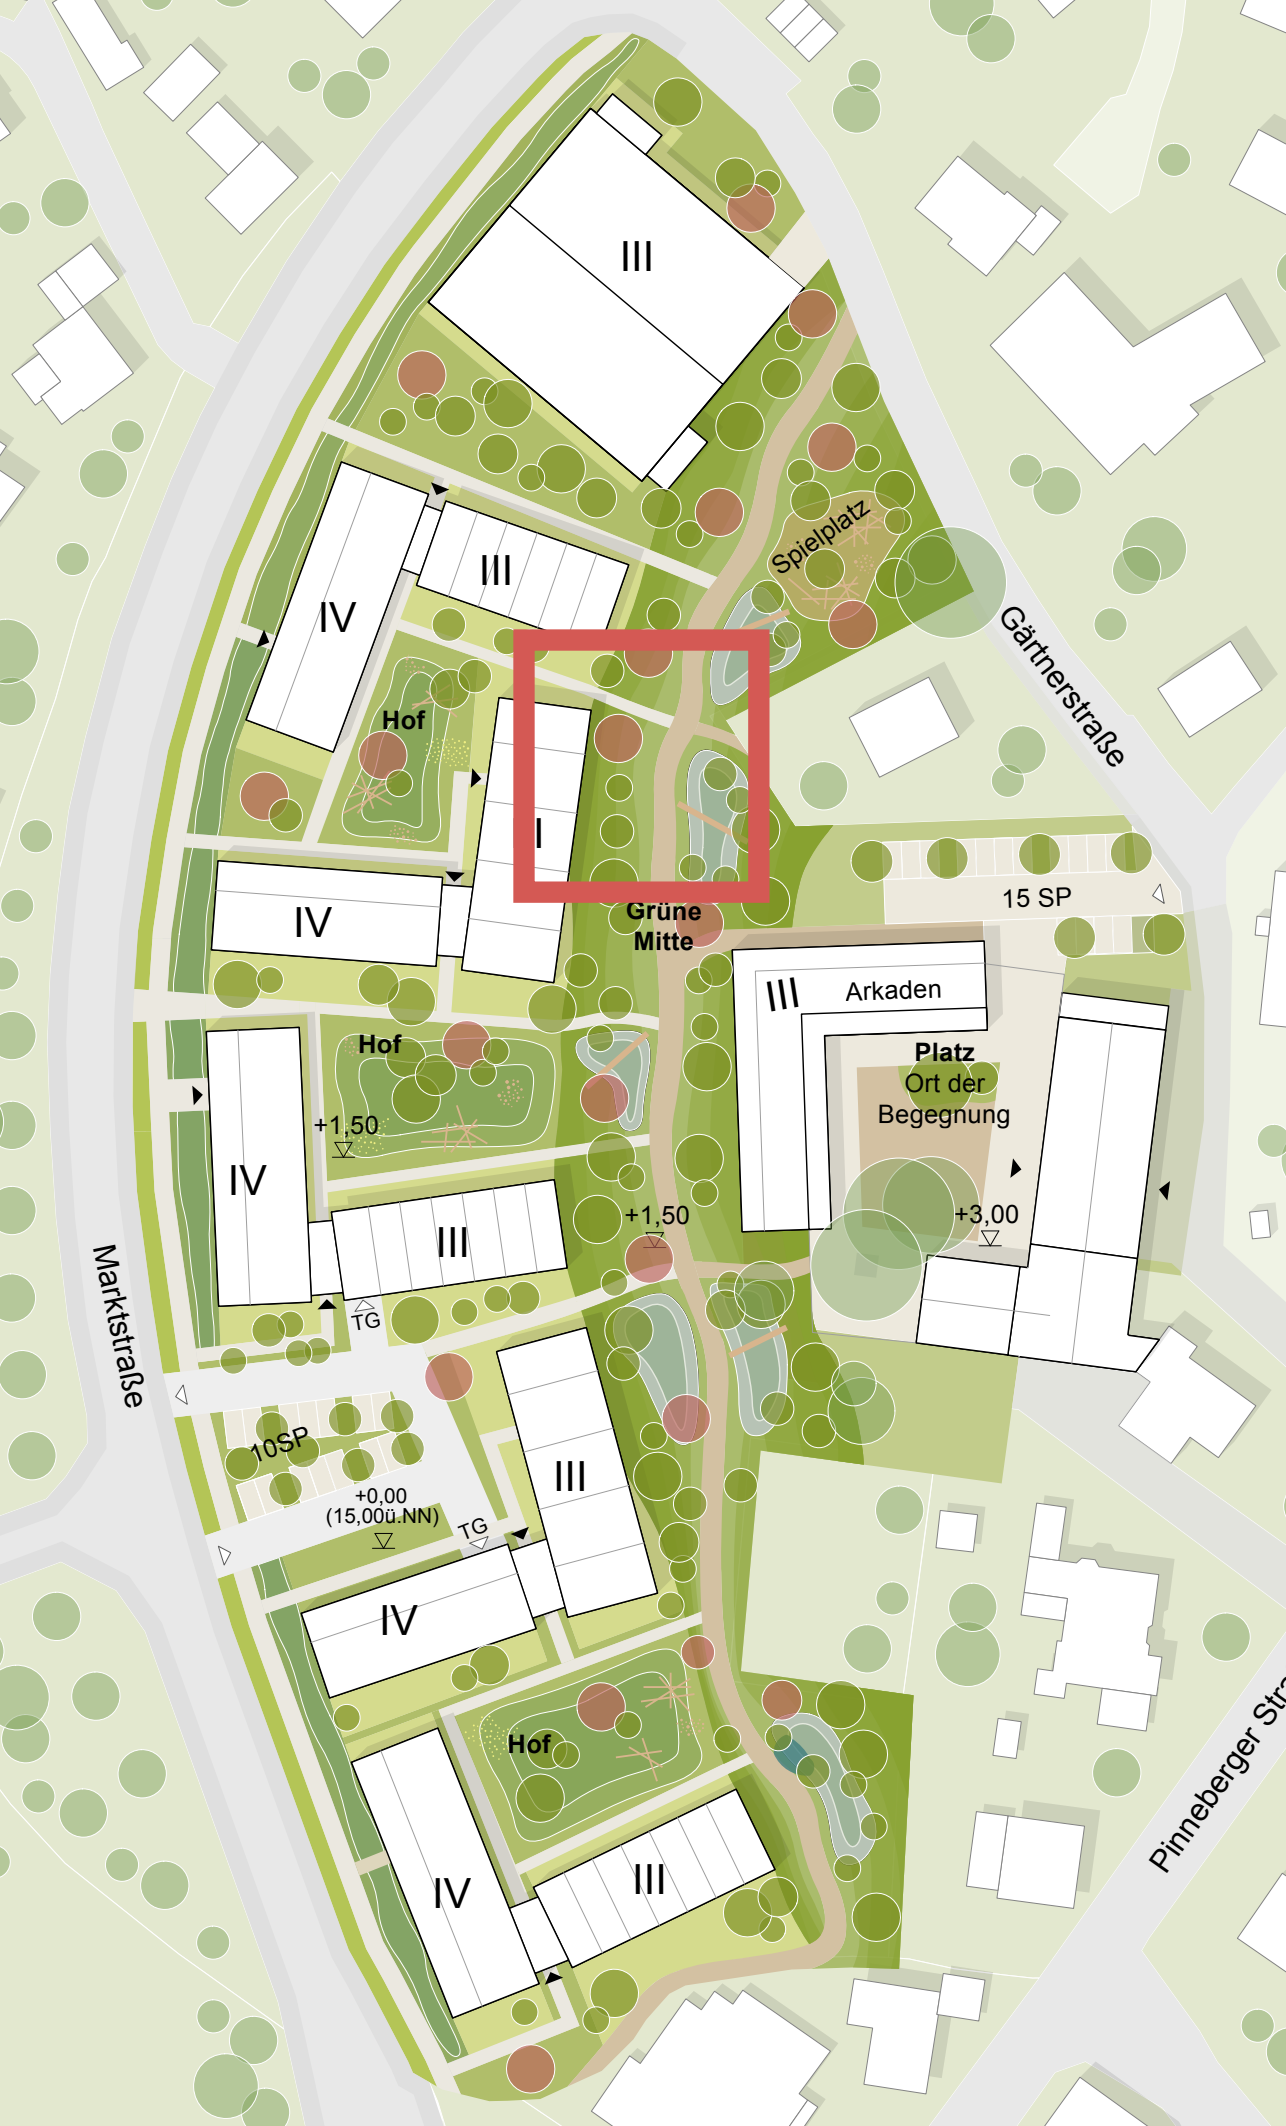 III
Spielplatz
III
IV
Gärtnerstraße
Hof
I
15 SP
IV
Grüne
Mitte
III
Arkaden
Hof
Platz
Ort der
Begegnung
+1,50
IV
+1,50
+3,00
III
Marktstraße
TG
10SP
III
+0,00
(15,00ü.NN)
TG
IV
Hof
Pinneberger
IV
III